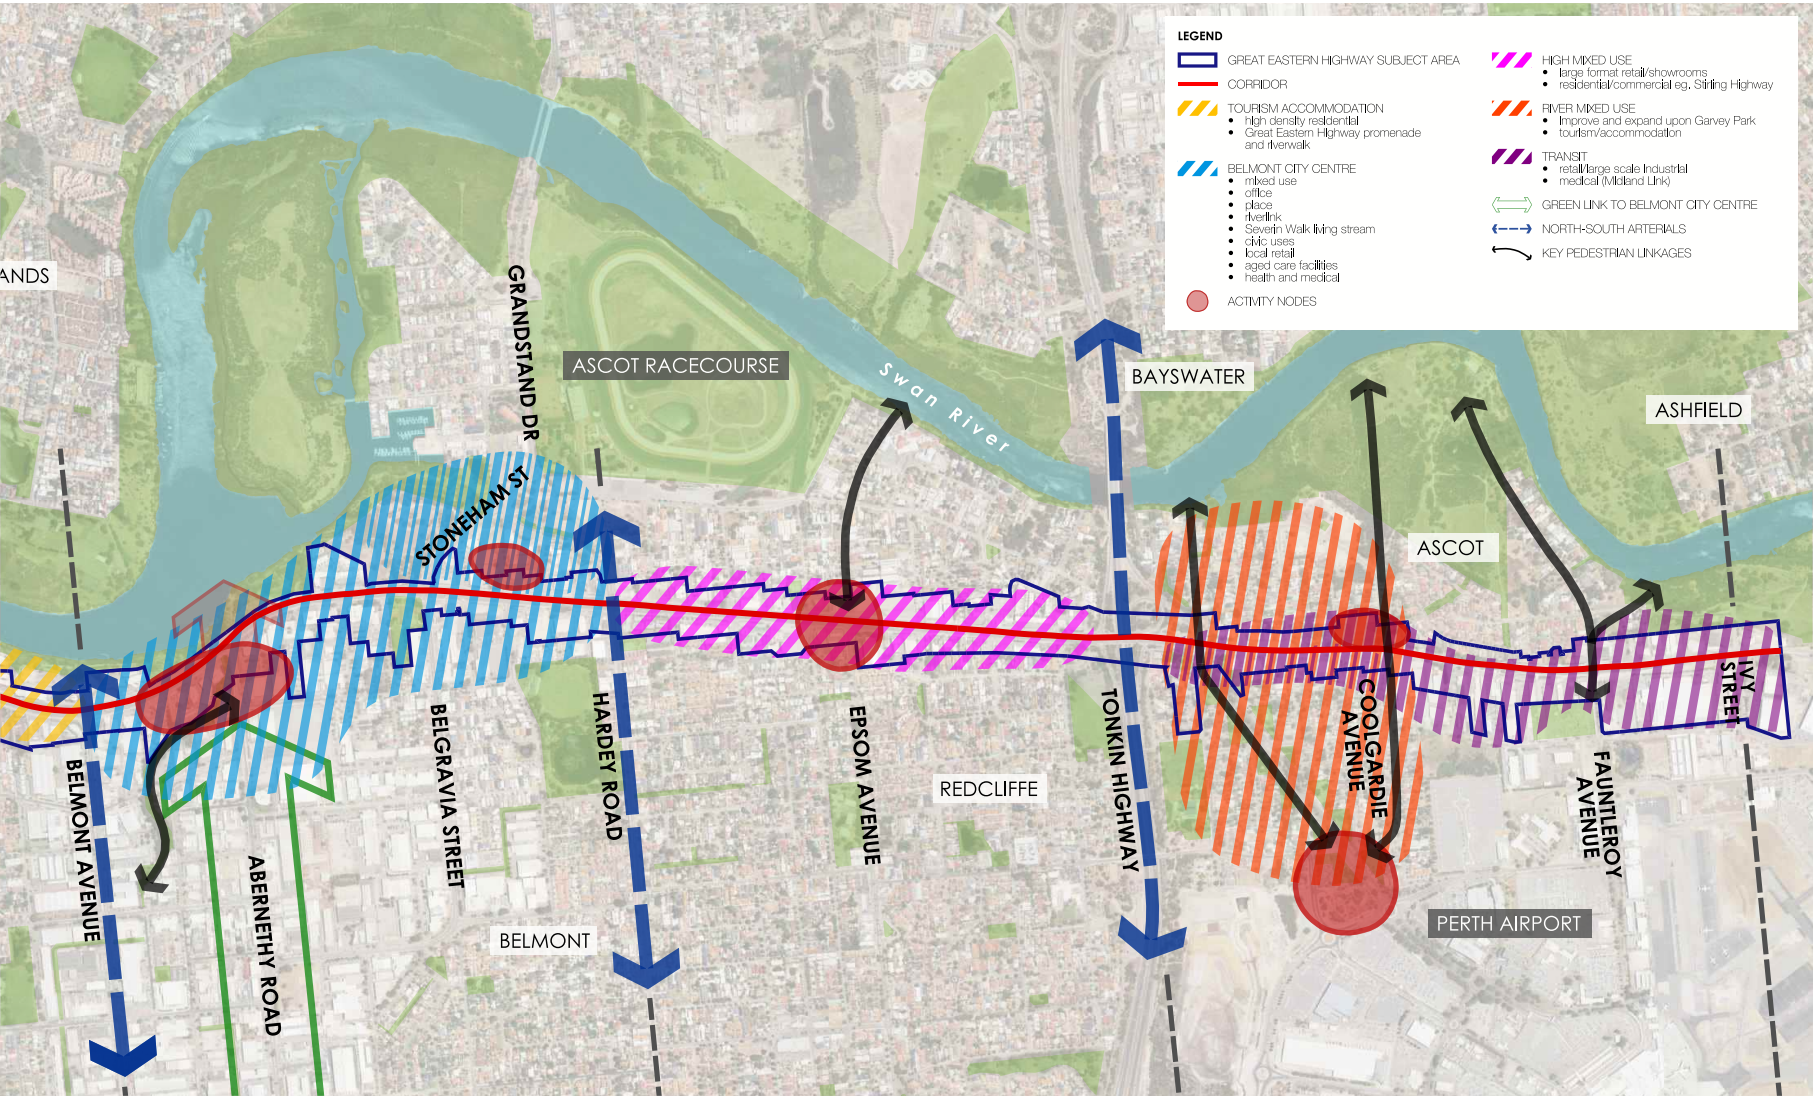 LEGEND
GREAT EASTERN HIGHWAY SUBJECT AREA
CORRIDOR
TOURISM ACCOMMODATION
• high density residential
• Great Eastern Highway promenade
and riverwalk
BELMONT CITY CENTRE
• mixed use
• office
• place
• riverlink
• Severin Walk living stream
• civic uses
• local retail
• aged care facilities
• health and medical
ACTIVITY NODES
HIGH MIXED USE
• large format retail/showrooms
• residential/commercial eg. Stirling Highway
RIVER MIXED USE
• improve and expand upon Garvey Park
• tourism/accommodation
TRANSIT
• retail/large scale industrial
• medical (Midland Link)
GREEN LINK TO BELMONT CITY CENTRE
NORTH-SOUTH ARTERIALS
KEY PEDESTRIAN LINKAGES
ANDS
GRANDSTAND DR
ASCOT RACECOURSE
Swan River
BAYSWATER
ASHFIELD
STONEHAM ST
ASCOT
BELMONT AVENUE
ABERNETHY ROAD
BELGRAVIA STREET
HARDEY ROAD
EPSOM AVENUE
REDCLIFFE
TONKIN HIGHWAY
COOLGARDIE
AVENUE
FAUNTLEROY
AVENUE
IVY
STREET
BELMONT
PERTH AIRPORT